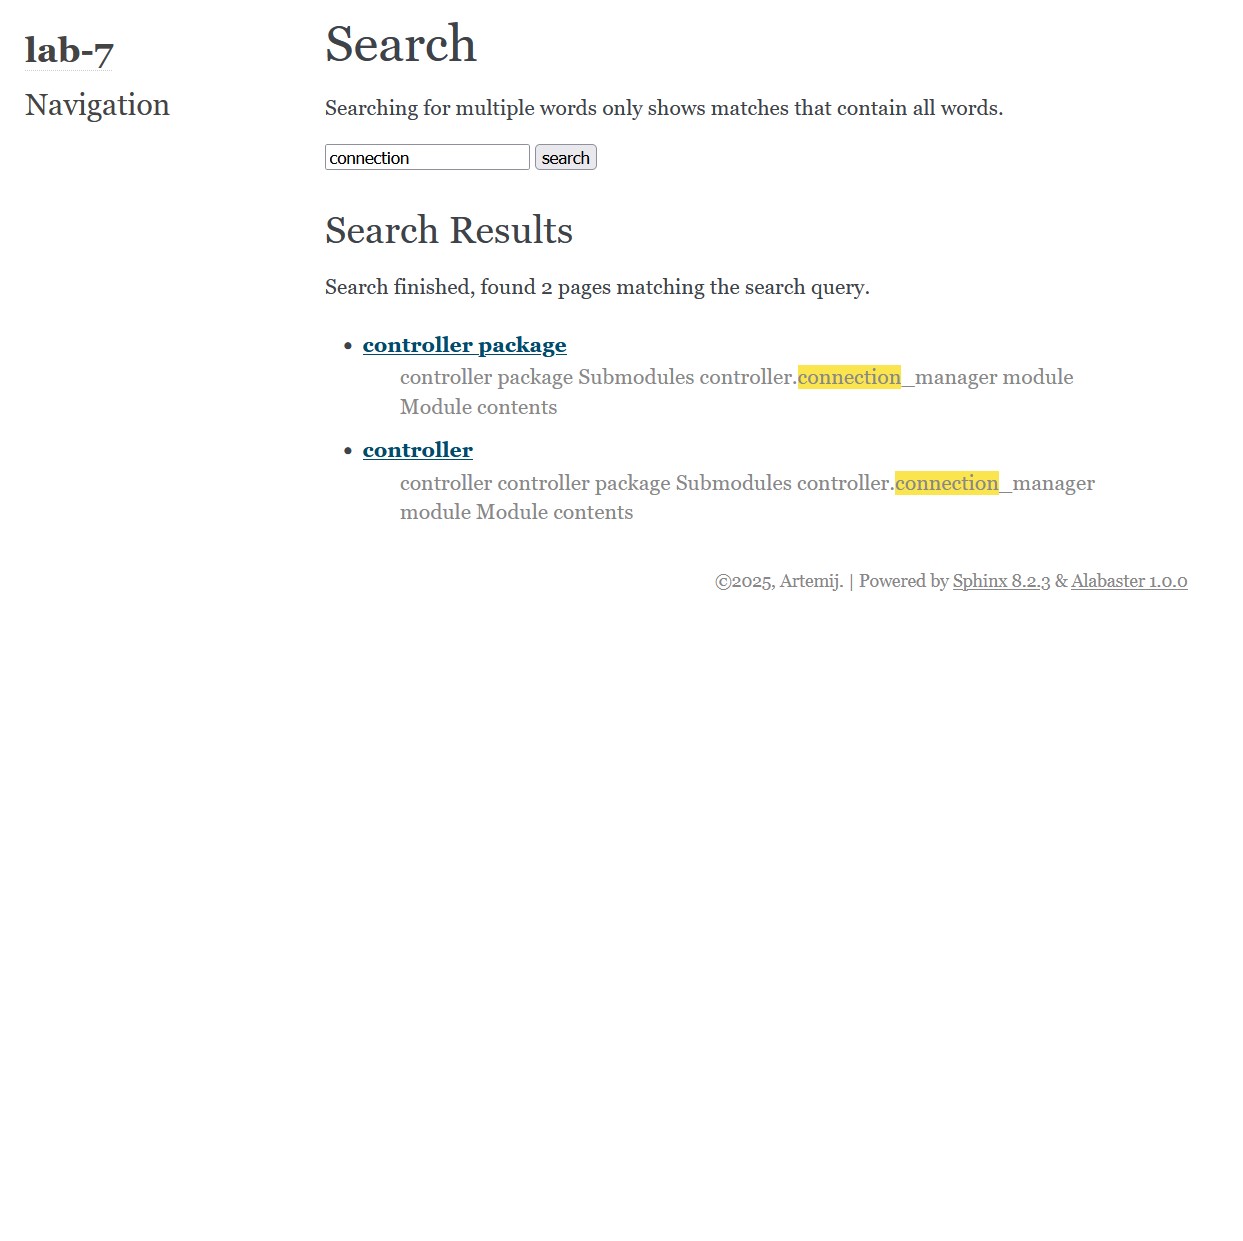 lab-7
Navigation
Search
Searching for multiple words only shows matches that contain all words.
connection search
Search Results
Search finished, found 2 pages matching the search query.
• controller package
controller package Submodules controller.connection_manager module
Module contents
• controller
controller controller package Submodules controller.connection_manager
module Module contents
©2025, Artemij. | Powered by Sphinx 8.2.3 & Alabaster 1.0.0